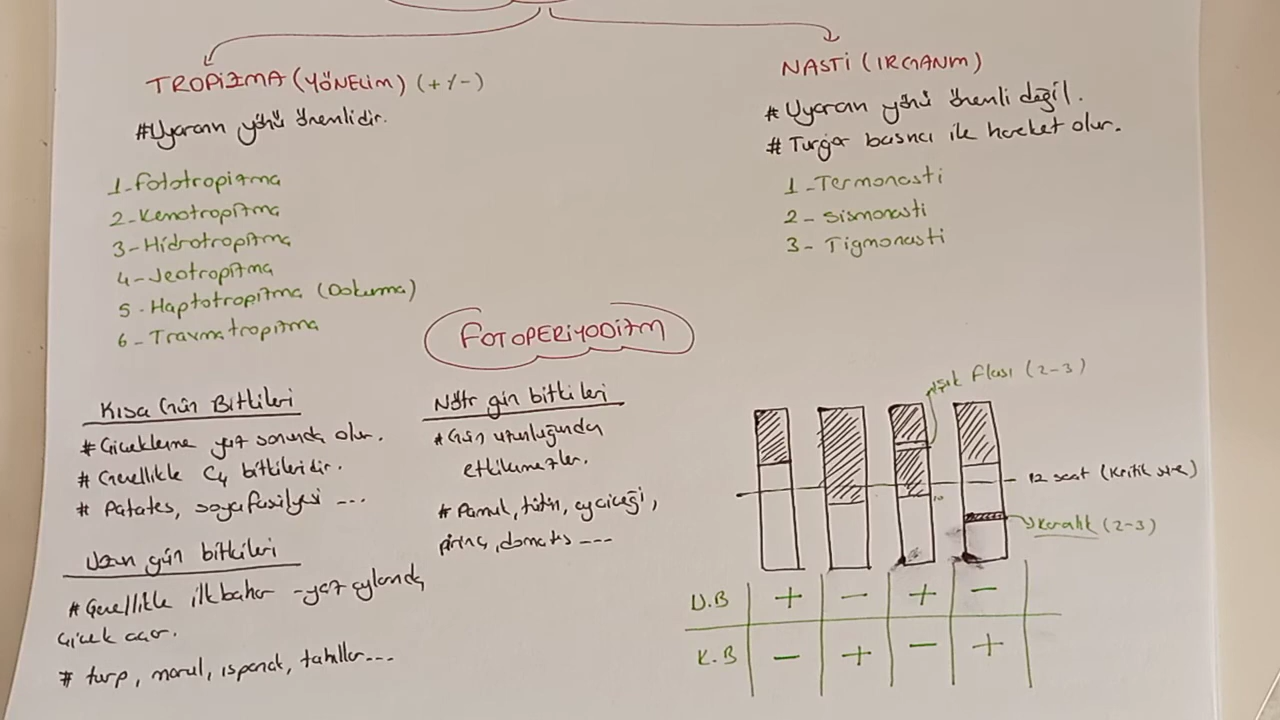 TROPİZMA (YÖNELİM) (+/-)
#Uyaran yönü önemlidir.
1-Fototropizma
2-Kemotropizma
3-Hidrotropizma
4-Jeotropizma
5-Haptotropizma (Dokunma)
6-Travmatropizma
NASTİ (IRGANIM)
# Uyaran yönü önemli değil.
# Turgor basıncı ile hareket olur.
1-Termonasti
2-Sismonasti
3-Tigmonasti
FOTOPERİYODİZM
Kısa Gün Bitkileri
# Çiçeklenme yaz sonunda olur.
# Genellikle C4 bitkileridir.
# Patates, soya fasulyesi ...
Uzun gün bitkileri
# Genellikle ilkbahar - yaz aylarında
çiçek açar.
# turp, marul, ıspanak, tahıllar...
Nötr gün bitkileri
# Gün uzunluğundan
etkilenmezler.
# Pamuk, tütün, ayçiçeği,
pirinç, domates ---
Işık Flaşı (2-3)
12 saat (Kritik süre)
10
Karanlık (2-3)
U.B + - + -
K.B - + - +